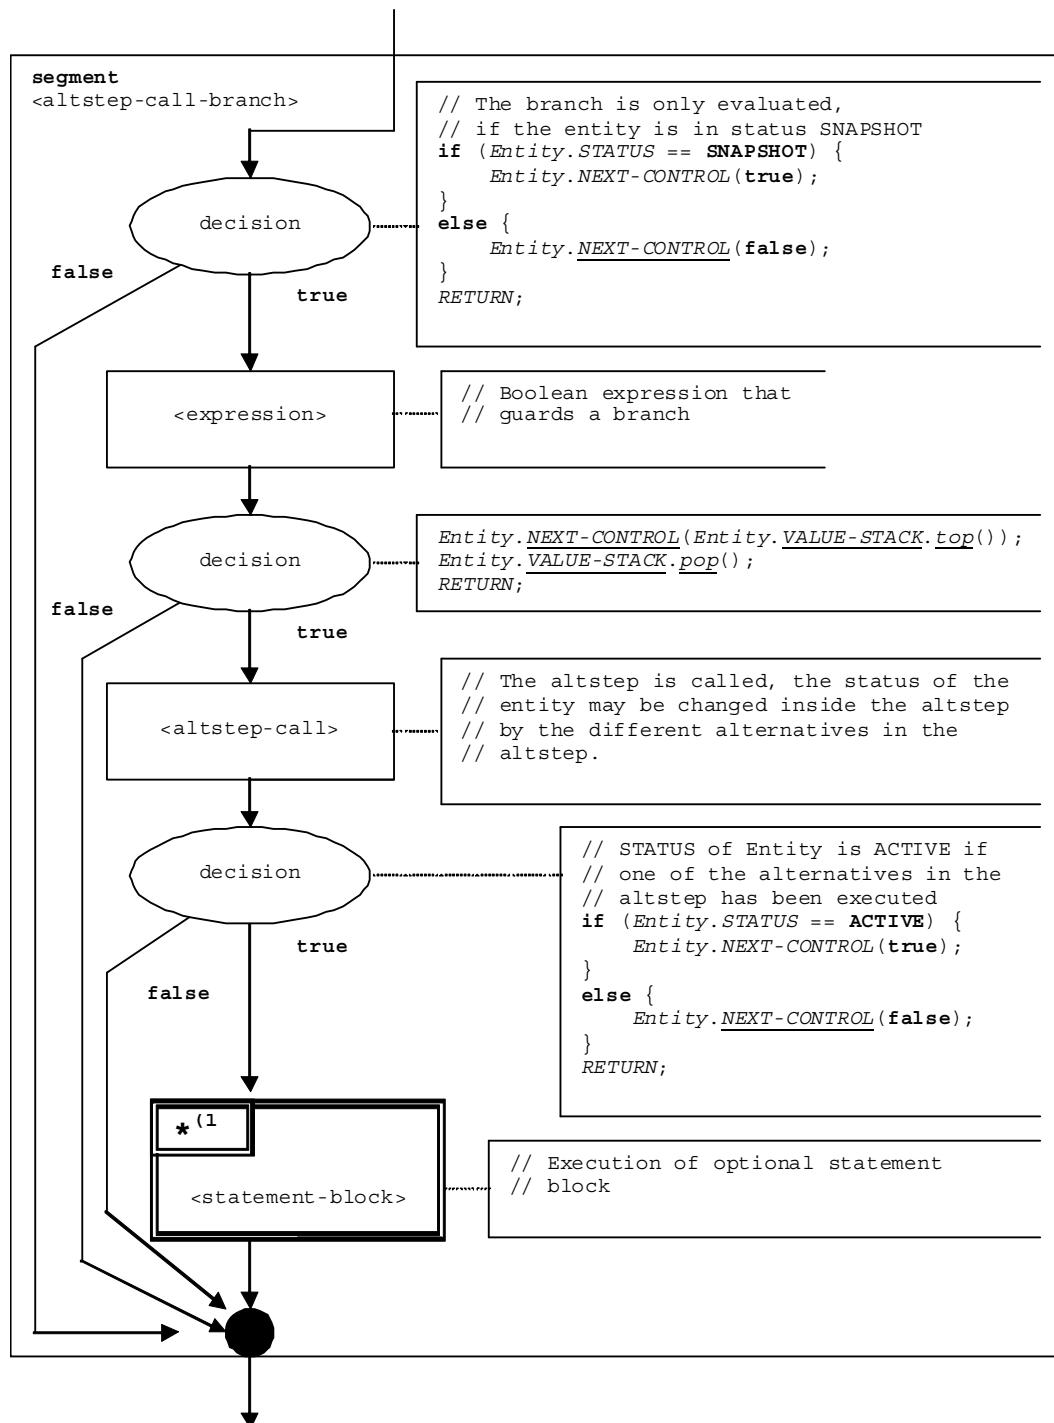 segment
<altstep-call-branch>
// The branch is only evaluated,
// if the entity is in status SNAPSHOT
if (Entity.STATUS == SNAPSHOT) {
Entity.NEXT-CONTROL(true);
}
else {
Entity.NEXT-CONTROL(false);
}
RETURN;
decision
false
true
<expression>
// Boolean expression that
// guards a branch
decision
Entity.NEXT-CONTROL(Entity.VALUE-STACK.top());
Entity.VALUE-STACK.pop();
RETURN;
false
true
<altstep-call>
// The altstep is called, the status of the
// entity may be changed inside the altstep
// by the different alternatives in the
// altstep.
decision
// STATUS of Entity is ACTIVE if
// one of the alternatives in the
// altstep has been executed
if (Entity.STATUS == ACTIVE) {
Entity.NEXT-CONTROL(true);
}
else {
Entity.NEXT-CONTROL(false);
}
RETURN;
true
false
*(1
<statement-block>
// Execution of optional statement
// block